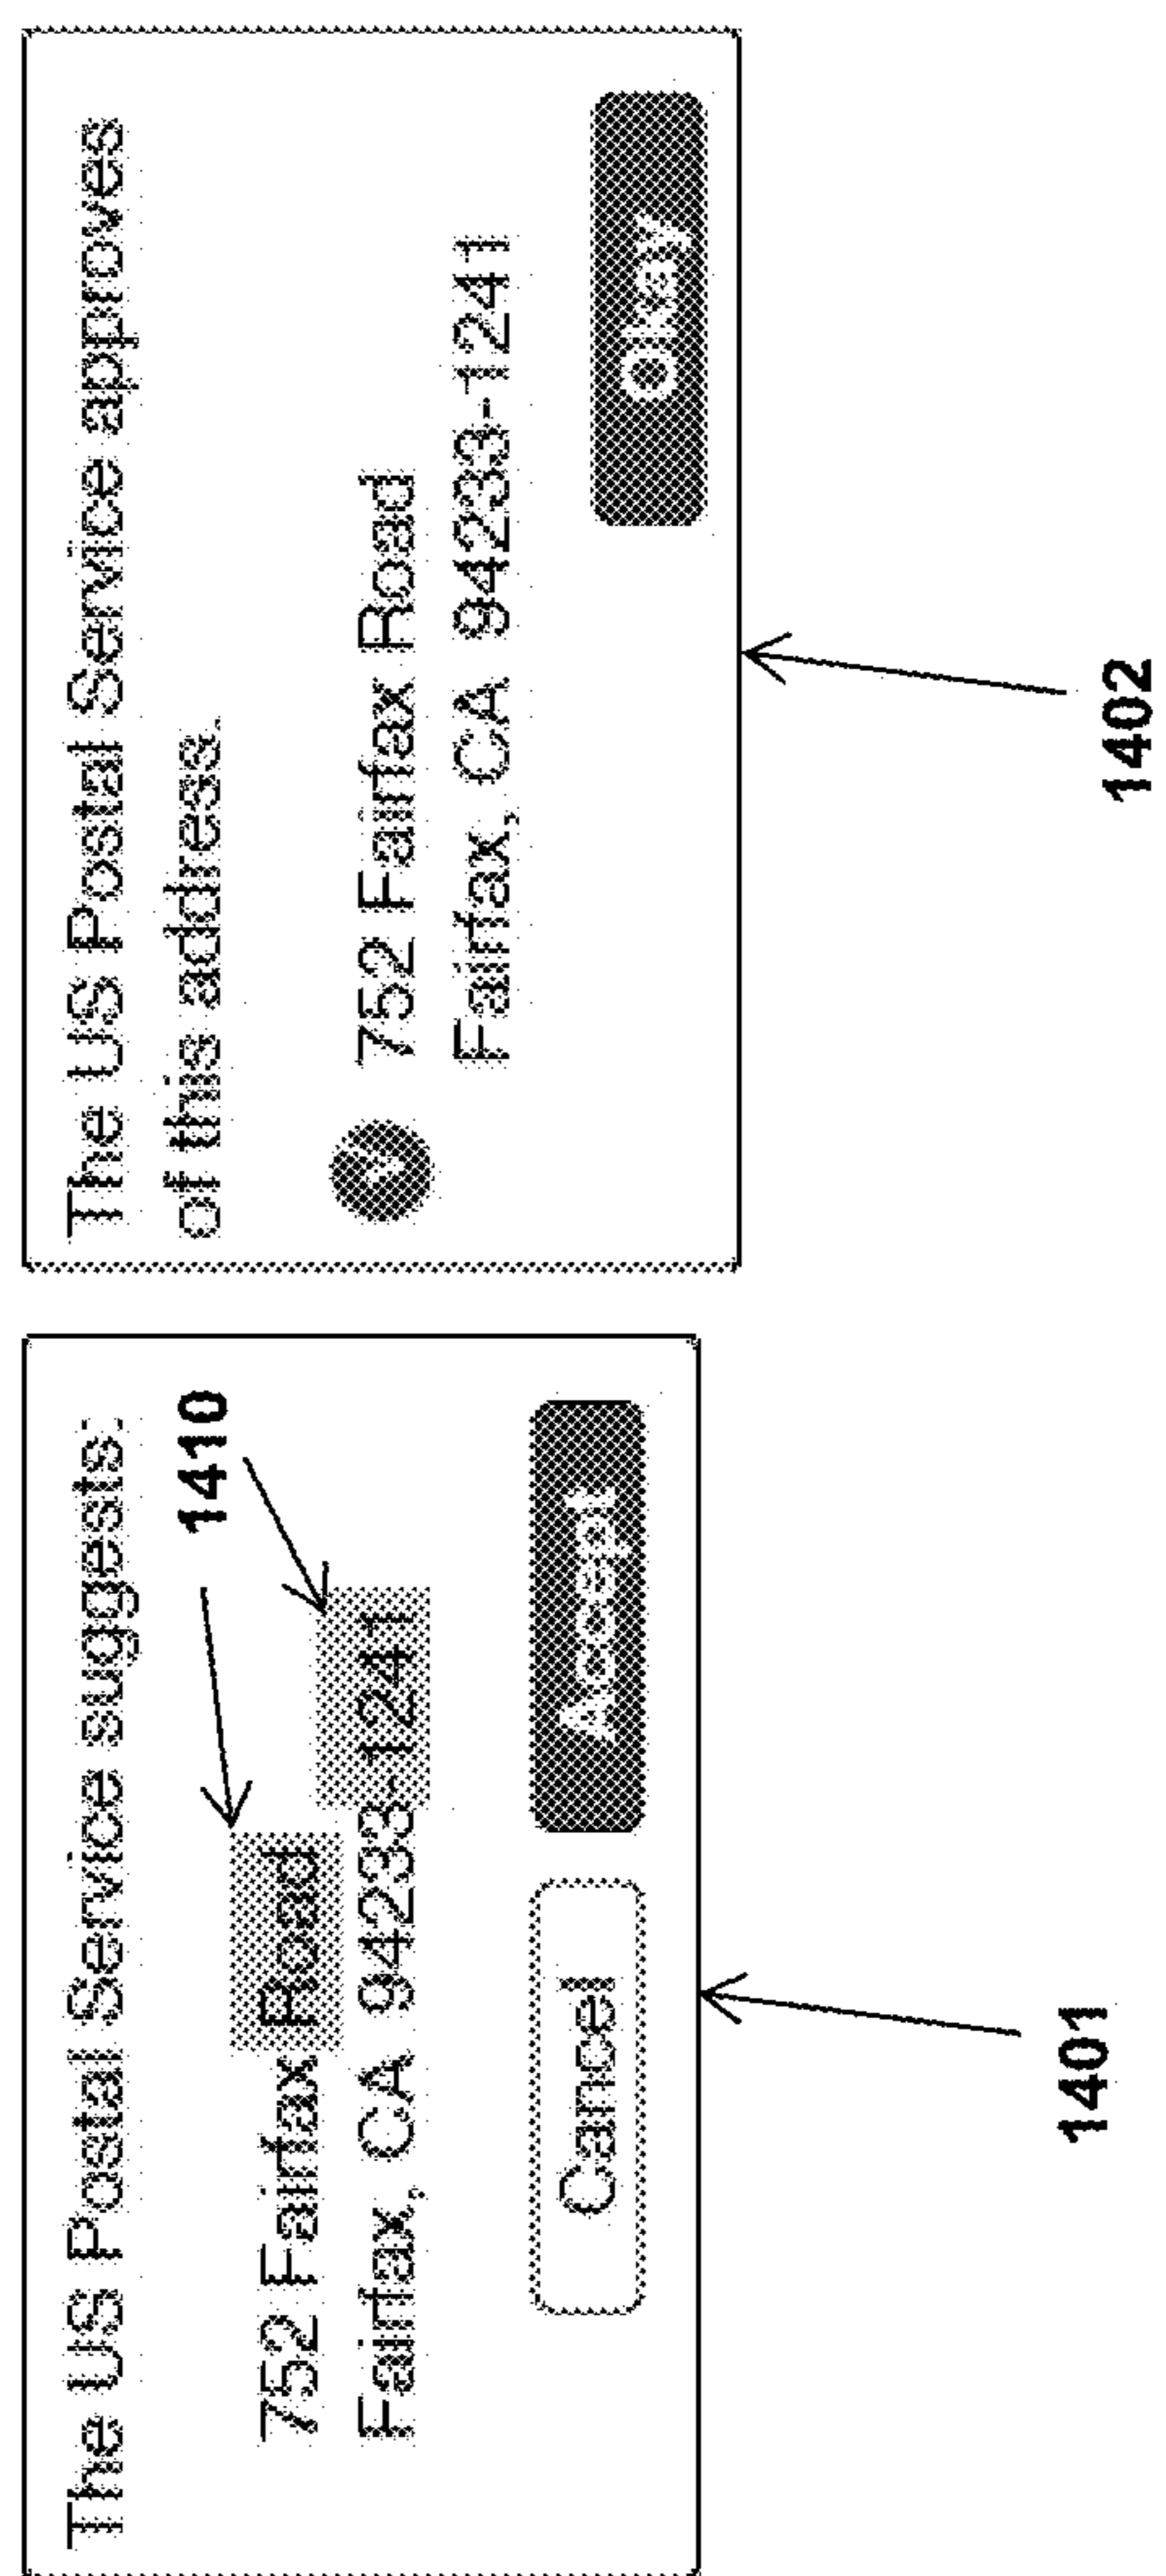 The US Postal Service suggests:
1410
752 Fairfax Road
Fairfax, CA 94233-1241
Cancel
Accept
1401
The US Postal Service approves
of this address.
752 Fairfax Road
Fairfax, CA 94233-1241
Okay
1402